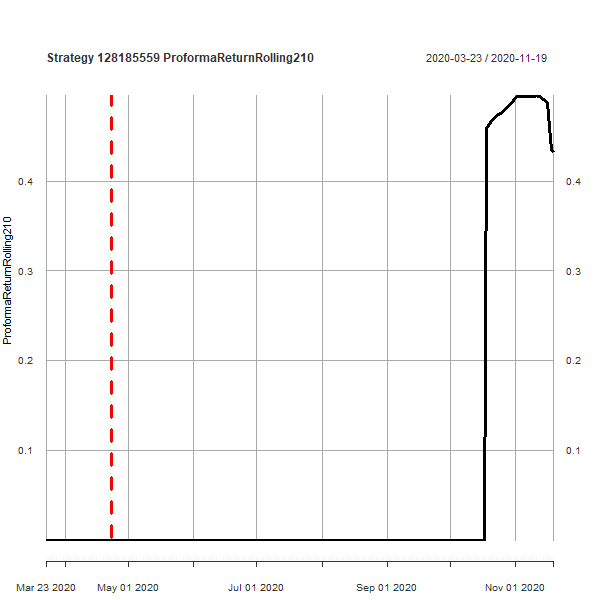 Strategy 128185559 ProformaReturnRolling210
2020-03-23 / 2020-11-19
ProformaReturnRolling210
0.4
0.4
0.3
0.3
0.2
0.2
0.1
0.1
Mar 23 2020
May 01 2020
Jul 01 2020
Sep 01 2020
Nov 01 2020